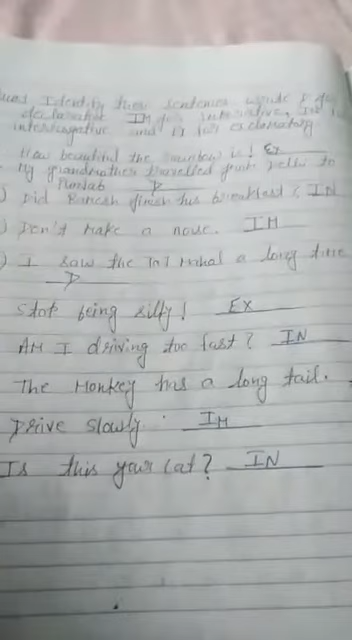 Identify these sentences write D for
declarative IM for imperative, IN
interrogative and Ex for exclamatory
How beautiful the rainbow is! Ex
My grandmother travelled from Delhi to
Punjab D
Did Ramesh finish his breakfast? IN
Don't make a noise. IM
I saw the Taj Mahal a long time
D
Stop being silly! Ex
AM I driving too fast? IN
The Monkey has a long tail.
Drive slowly. IM
Is this your Cat? IN